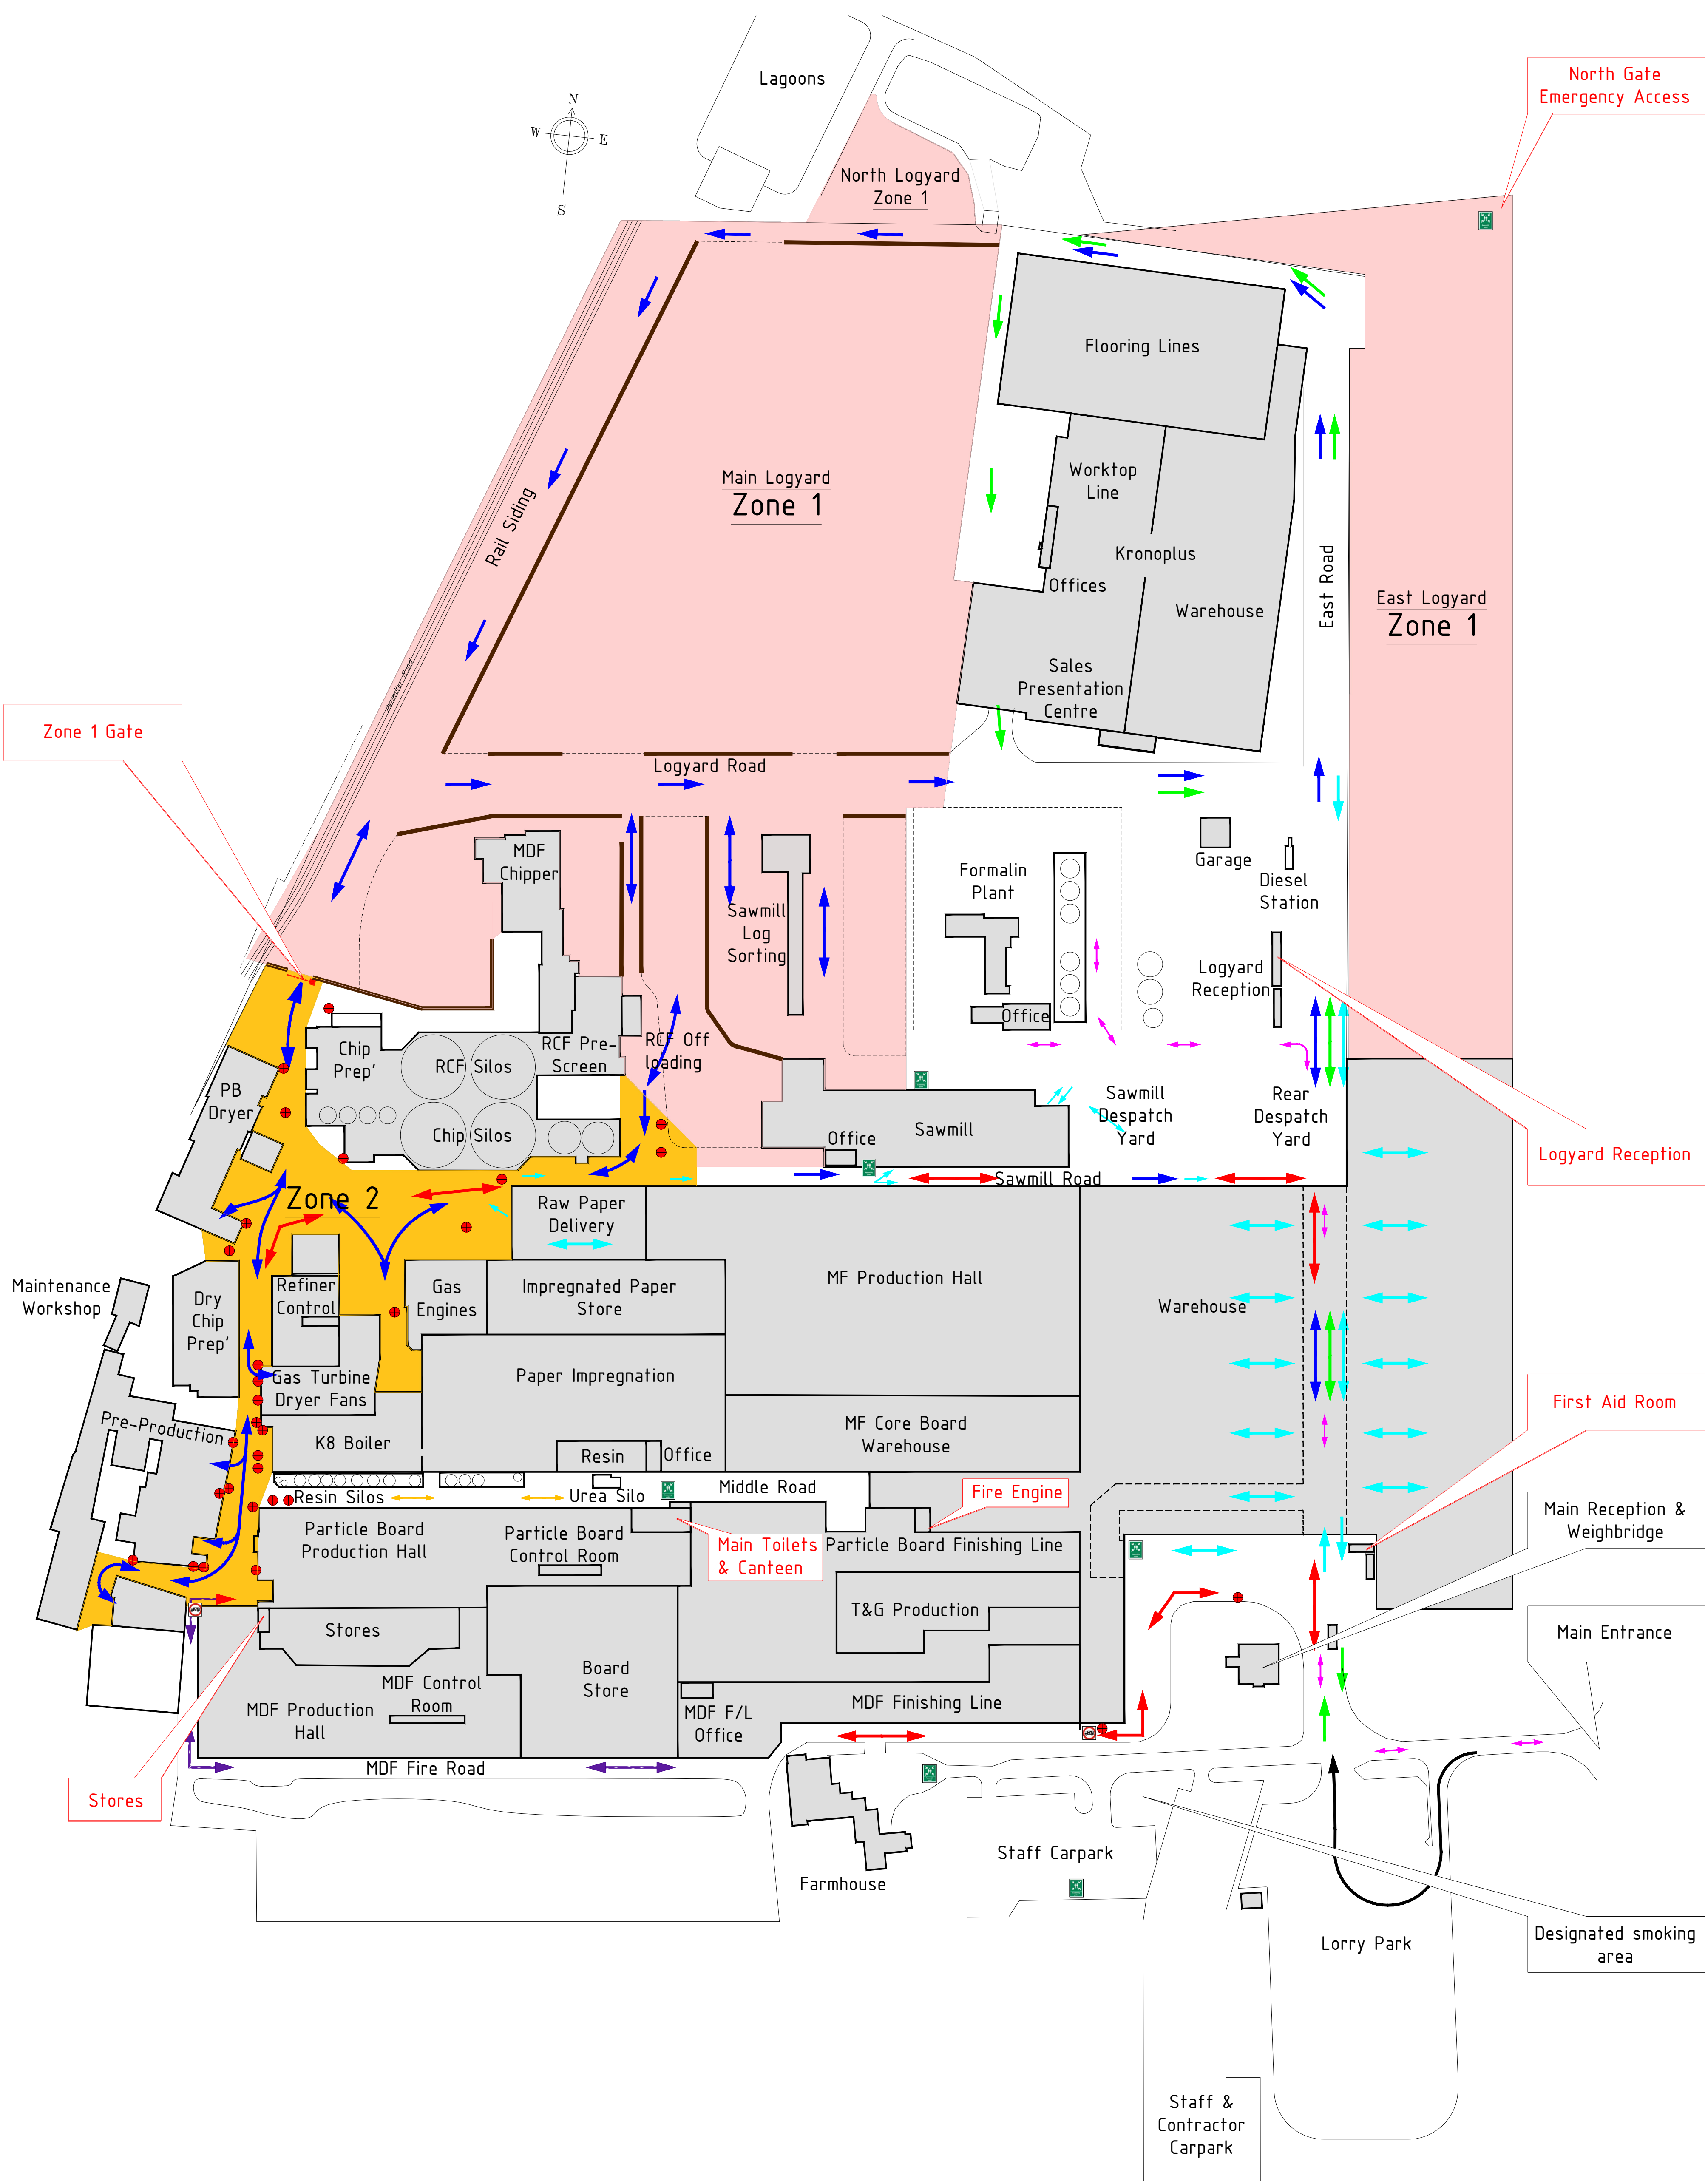 Lagoons
North Gate
Emergency Access
N
W
E
S
North Logyard
Zone 1
Flooring Lines
Main Logyard
Zone 1
Worktop
Line
Rail Siding
Kronoplus
Offices
Warehouse
East Road
East Logyard
Zone 1
Sales
Presentation
Centre
Perimiter Road
Zone 1 Gate
Logyard Road
MDF
Chipper
Garage
Formalin
Plant
Diesel
Station
Sawmill
Log
Sorting
Logyard
Reception
Office
Chip
Prep'
RCF Silos
RCF Pre-
Screen
RCF Off
loading
PB
Dryer
Chip Silos
Office
Sawmill
Sawmill
Despatch
Yard
Rear
Despatch
Yard
Logyard Reception
Sawmill Road
Zone 2
Raw Paper
Delivery
Maintenance
Workshop
Dry
Chip
Prep'
Refiner
Control
Gas
Engines
Impregnated Paper
Store
MF Production Hall
Warehouse
Gas Turbine
Dryer Fans
Paper Impregnation
First Aid Room
Pre-Production
K8 Boiler
Resin
Office
MF Core Board
Warehouse
Resin Silos
Urea Silo
Middle Road
Fire Engine
Main Reception &
Weighbridge
Particle Board
Production Hall
Particle Board
Control Room
Main Toilets
& Canteen
Particle Board Finishing Line
Stores
T&G Production
Main Entrance
MDF Control
Room
Board
Store
MDF Production
Hall
MDF F/L
Office
MDF Finishing Line
MDF Fire Road
Stores
Farmhouse
Staff Carpark
Lorry Park
Designated smoking
area
Staff &
Contractor
Carpark